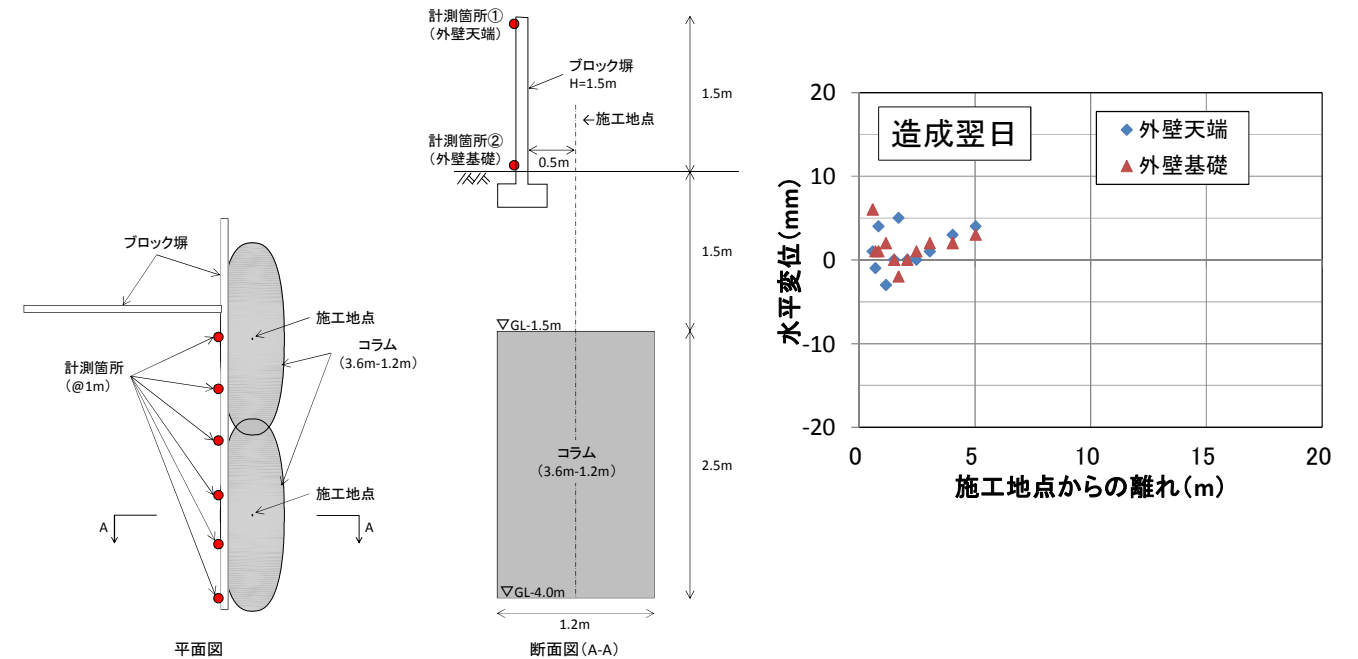 ブロック塀
施工地点
コラム
（3.6m-1.2m）
計測箇所
（@1m）
施工地点
A
A
平面図
計測箇所①
（外壁天端）
ブロック塀
H=1.5m
←施工地点
計測箇所②
（外壁基礎）
0.5m
1.5m
1.5m
▽GL-1.5m
コラム
（3.6m-1.2m）
2.5m
▽GL-4.0m
1.2m
断面図（A-A）
造成翌日
外壁天端
外壁基礎
水平変位（mm）
20
10
0
-10
-20
0 5 10 15 20
施工地点からの離れ（m）